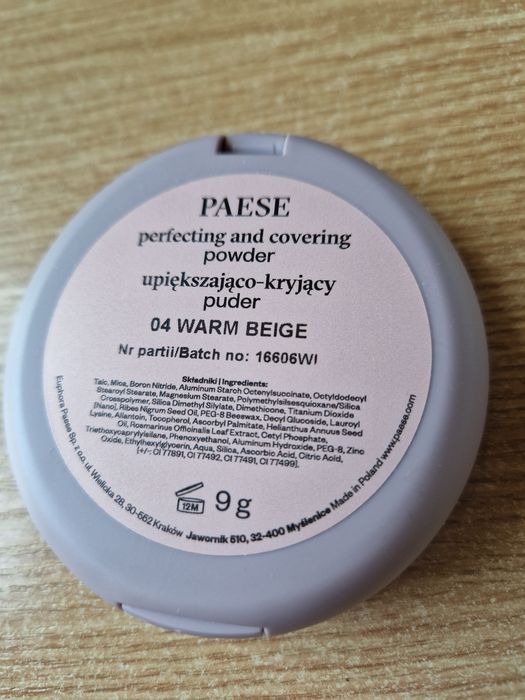 PAESE
perfecting and covering
powder
upiększająco-kryjący
puder
04 WARM BEIGE
Nr partii/Batch no: 16606WI
Składniki | Ingredients:
Talc, Mica, Boron Nitride, Aluminum Starch Octenylsuccinate, Octyldodecyl
Stearoyl Stearate, Magnesium Stearate, Polymethylsilsesquioxane/Silica
Crosspolymer, Silica Dimethyl Silylate, Dimethicone, Titanium Dioxide
[Nano], Ribes Nigrum Seed Oil, PEG-8 Beeswax, Decyl Glucoside, Lauroyl
Lysine, Allantoin, Tocopherol, Ascorbyl Palmitate, Helianthus Annuus Seed
Oil, Rosmarinus Officinalis Leaf Extract, Cetyl Phosphate,
Triethoxycaprylylsilane, Phenoxyethanol, Aluminum Hydroxide, PEG-8, Zinc
Oxide, Ethylhexylglycerin, Aqua, Silica, Ascorbic Acid, Citric Acid,
[+/-: CI 77891, CI 77492, CI 77491, CI 77499].
12M 9 g
Euphora Paese Sp. z o.o. ul. Wielicka 28, 30-552 Kraków Jawornik 510, 32-400 Myślenice Made in Poland www.paese.com